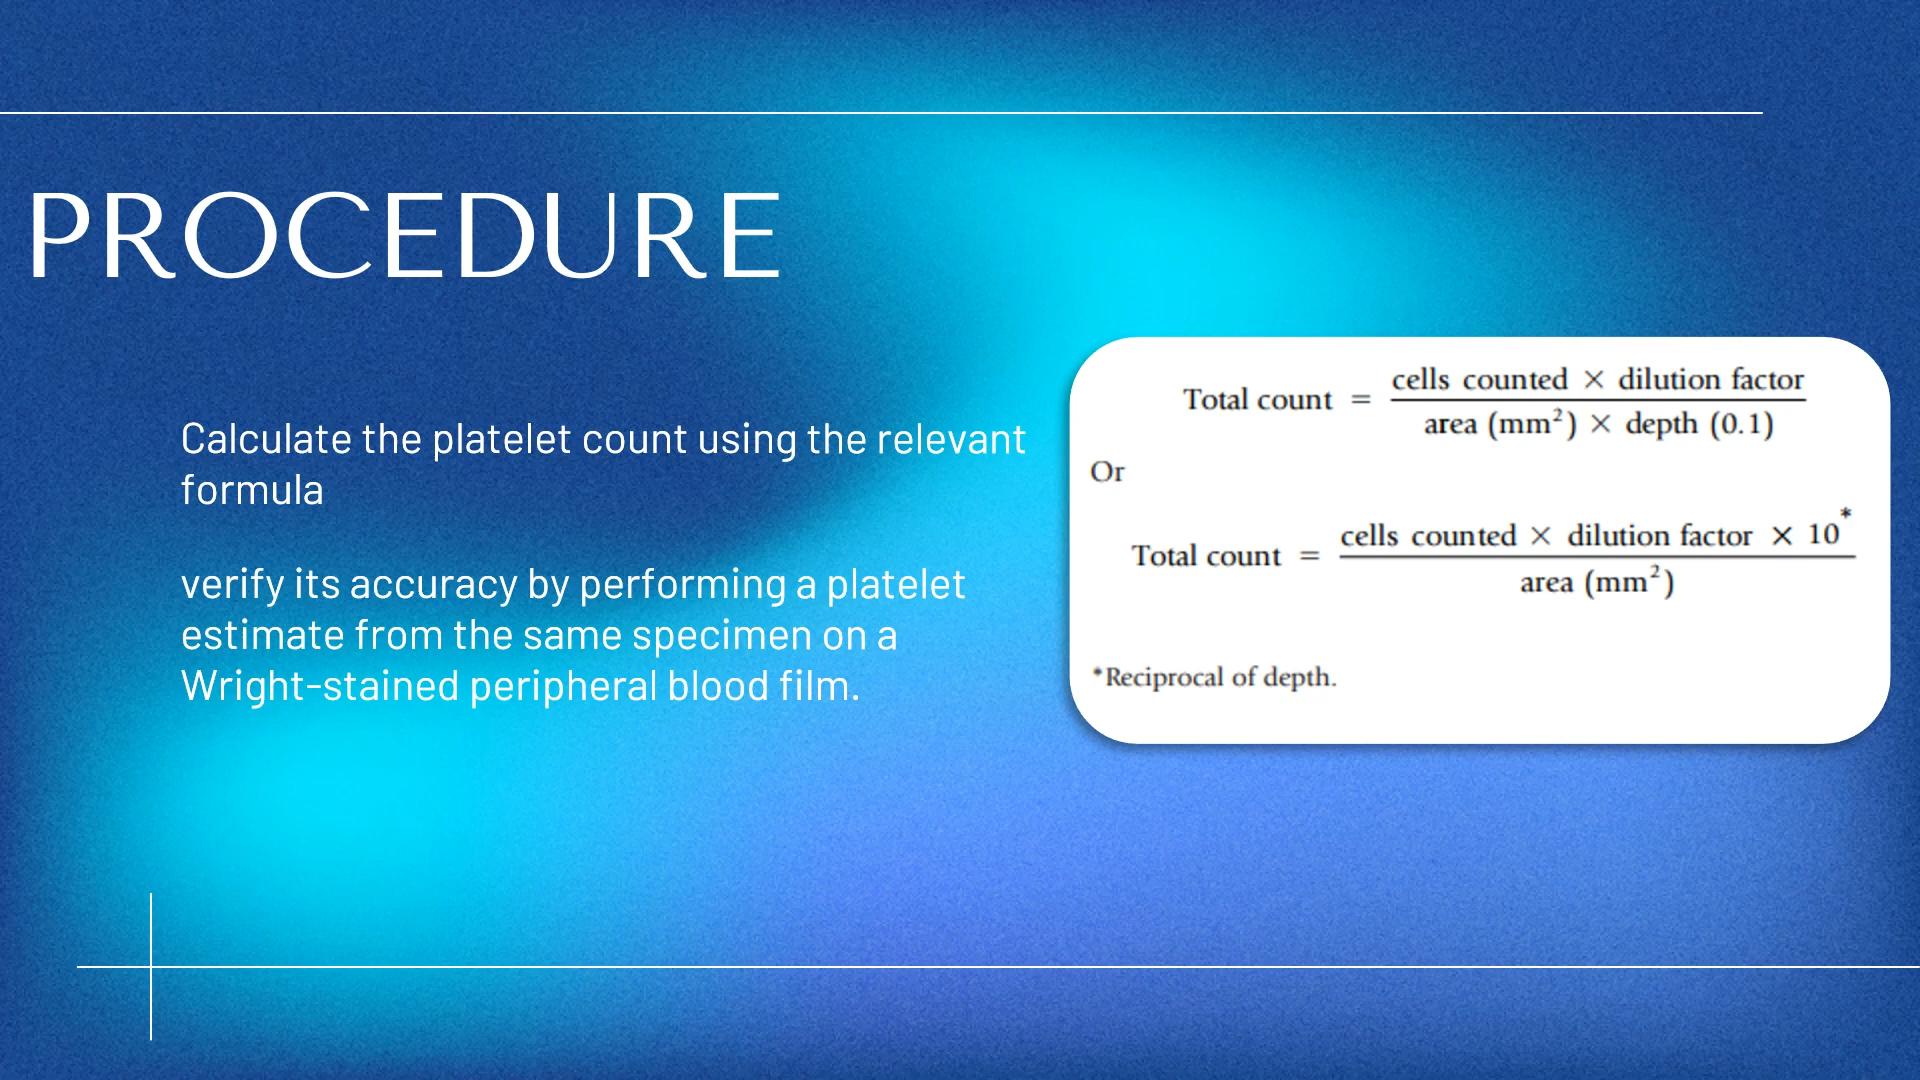 PROCEDURE
Calculate the platelet count using the relevant
formula
verify its accuracy by performing a platelet
estimate from the same specimen on a
Wright-stained peripheral blood film.
Total count = cells counted × dilution factor
area (mm²) × depth (0.1)
Or
Total count = cells counted × dilution factor × 10*
area (mm²)
*Reciprocal of depth.